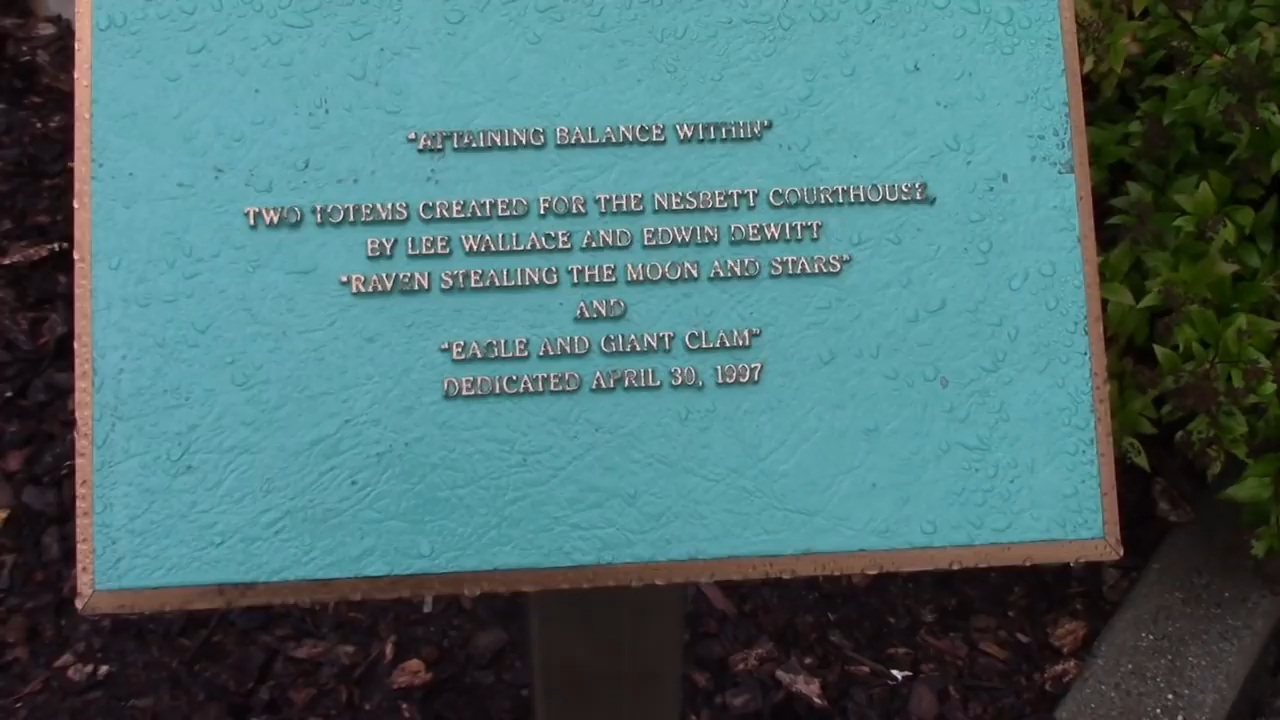 "ATTAINING BALANCE WITHIN"
TWO TOTEMS CREATED FOR THE NESBETT COURTHOUSE,
BY LEE WALLACE AND EDWIN DEWITT
"RAVEN STEALING THE MOON AND STARS"
AND
"EAGLE AND GIANT CLAM"
DEDICATED APRIL 30, 1997